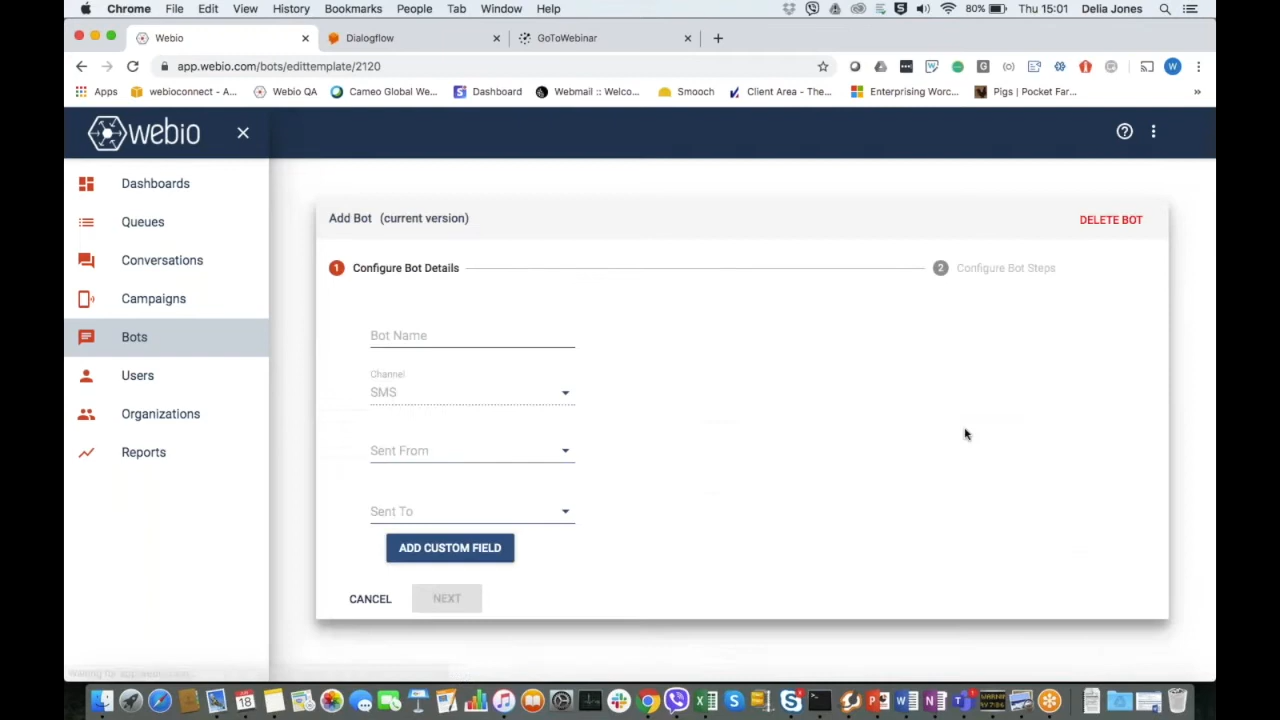 Chrome File Edit View History Bookmarks People Tab Window Help 80% Thu 15:01 Delia Jones
Webio Dialogflow GoToWebinar
app.webio.com/bots/edittemplate/2120
Apps webioconnect - A... Webio QA Cameo Global We... Dashboard Webmail :: Welco... Smooch Client Area - The... Enterprising Worc... Pigs | Pocket Far... »
webio
Dashboards
Queues
Conversations
Campaigns
Bots
Users
Organizations
Reports
Add Bot (current version) DELETE BOT
1 Configure Bot Details 2 Configure Bot Steps
Bot Name
Channel
SMS
Sent From
Sent To
ADD CUSTOM FIELD
CANCEL NEXT